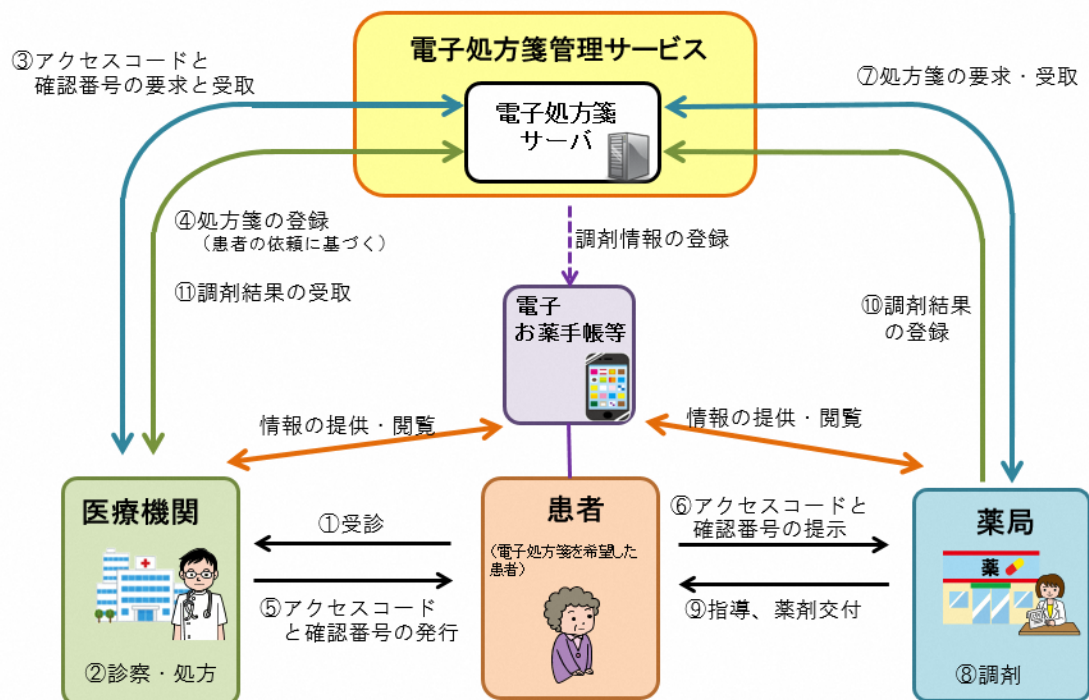 電子処方箋管理サービス
③アクセスコードと
確認番号の要求と受取
⑦処方箋の要求・受取
電子処方箋
サーバ
④処方箋の登録
（患者の依頼に基づく）
調剤情報の登録
⑪調剤結果の受取
電子
お薬手帳等
⑩調剤結果
の登録
情報の提供・閲覧
情報の提供・閲覧
医療機関
①受診
⑤アクセスコード
と確認番号の発行
②診察・処方
患者
(電子処方箋を希望した
患者)
⑥アクセスコードと
確認番号の提示
⑨指導、薬剤交付
薬局
薬
⑧調剤